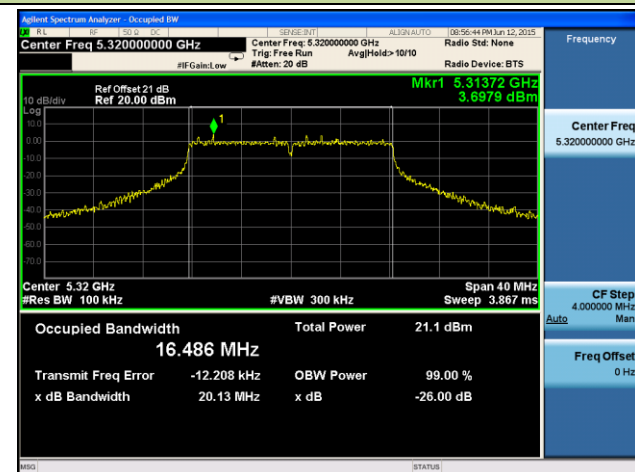 Agilent Spectrum Analyzer - Occupied BW
RL RF 50 Ω DC SENSE:INT ALIGN AUTO 08:56:44 PM Jun 12, 2015
Center Freq 5.320000000 GHz
Center Freq: 5.320000000 GHz Radio Std: None
Trig: Free Run Avg|Hold:> 10/10
#IFGain:Low #Atten: 20 dB Radio Device: BTS
Frequency
Ref Offset 21 dB Mkr1 5.31372 GHz
10 dB/div Ref 20.00 dBm 3.6979 dBm
Log
10.0
0.00
-10.0
-20.0
-30.0
-40.0
-50.0
-60.0
-70.0
1
Center Freq
5.320000000 GHz
Center 5.32 GHz Span 40 MHz
#Res BW 100 kHz #VBW 300 kHz Sweep 3.867 ms
CF Step
4.000000 MHz
Auto Man
Occupied Bandwidth Total Power 21.1 dBm
16.486 MHz
Transmit Freq Error -12.208 kHz OBW Power 99.00 %
x dB Bandwidth 20.13 MHz x dB -26.00 dB
Freq Offset
0 Hz
MSG STATUS